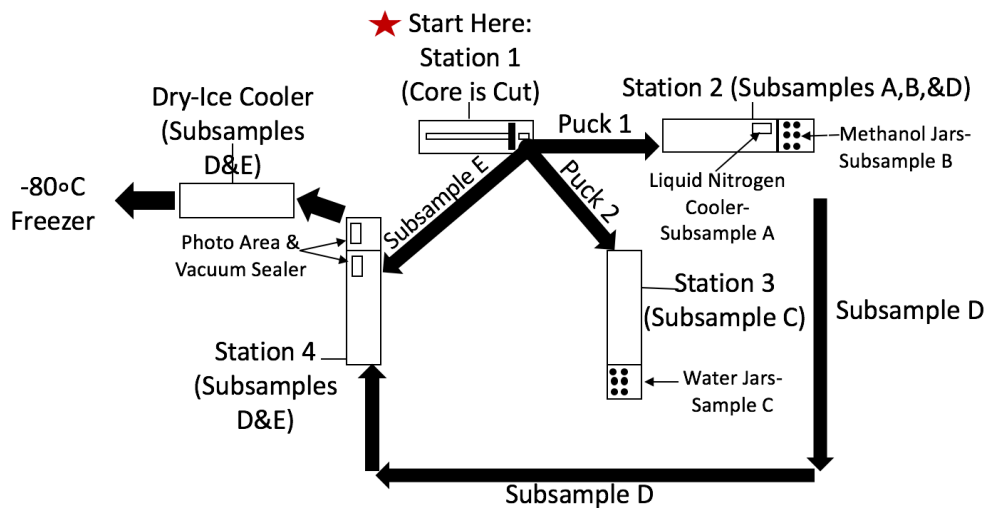 Start Here:
Station 1
(Core is Cut)
Dry-Ice Cooler
(Subsamples
D&E)
Station 2 (Subsamples A,B,&D)
Puck 1
Methanol Jars-
Subsample B
Liquid Nitrogen
Cooler-
Subsample A
-80∘C
Freezer
Subsample E
Puck 2
Photo Area &
Vacuum Sealer
Station 3
(Subsample C)
Subsample D
Station 4
(Subsamples
D&E)
Water Jars-
Sample C
Subsample D